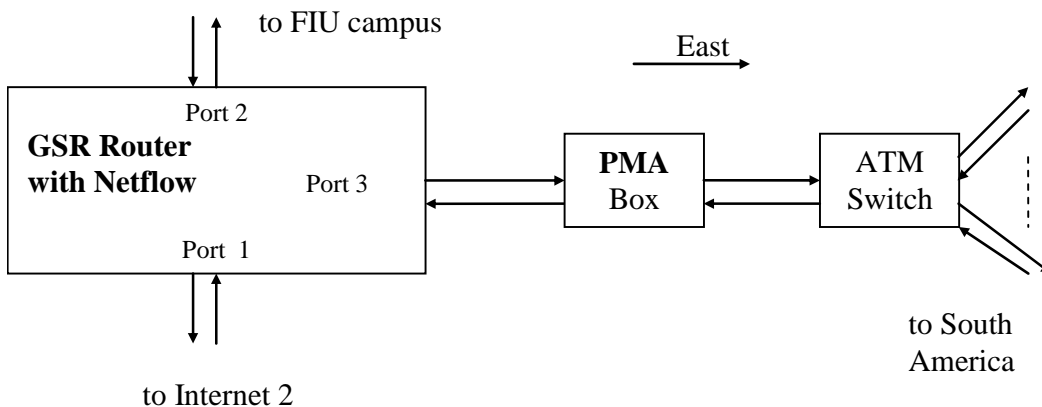 to FIU campus
East
Port 2
GSR Router
with Netflow
Port 3
PMA
Box
ATM
Switch
Port 1
to South
America
to Internet 2